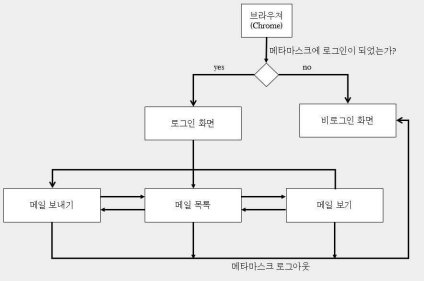 브라우져
(Chrome)
메타마스크에 로그인이 되었는가?
yes
no
로그인 화면
비로그인 화면
메일 보내기
메일 목록
메일 보기
메타마스크 로그아웃